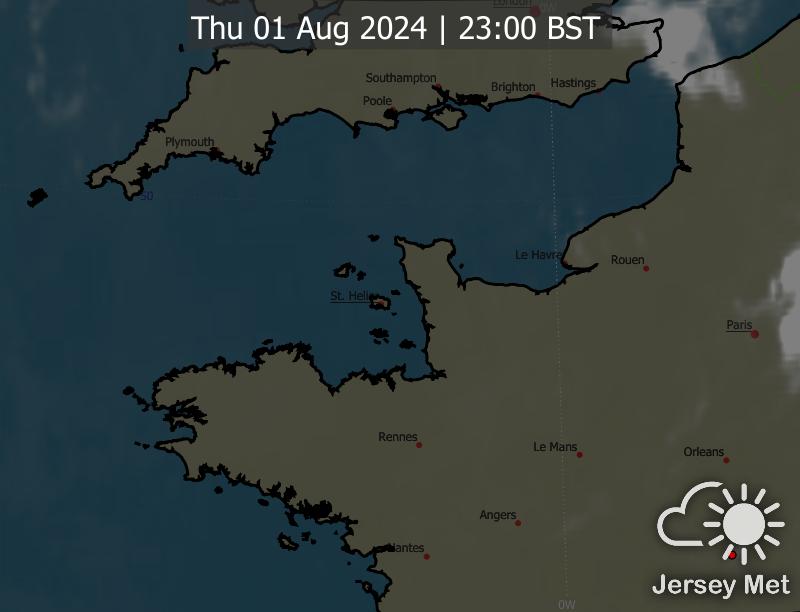 London
0W
Thu 01 Aug 2024 | 23:00 BST
Southampton
Brighton
Hastings
Poole
Plymouth
50
Le Havre
Rouen
St. Helier
Paris
Rennes
Le Mans
Orleans
Angers
Nantes
Jersey Met
0W